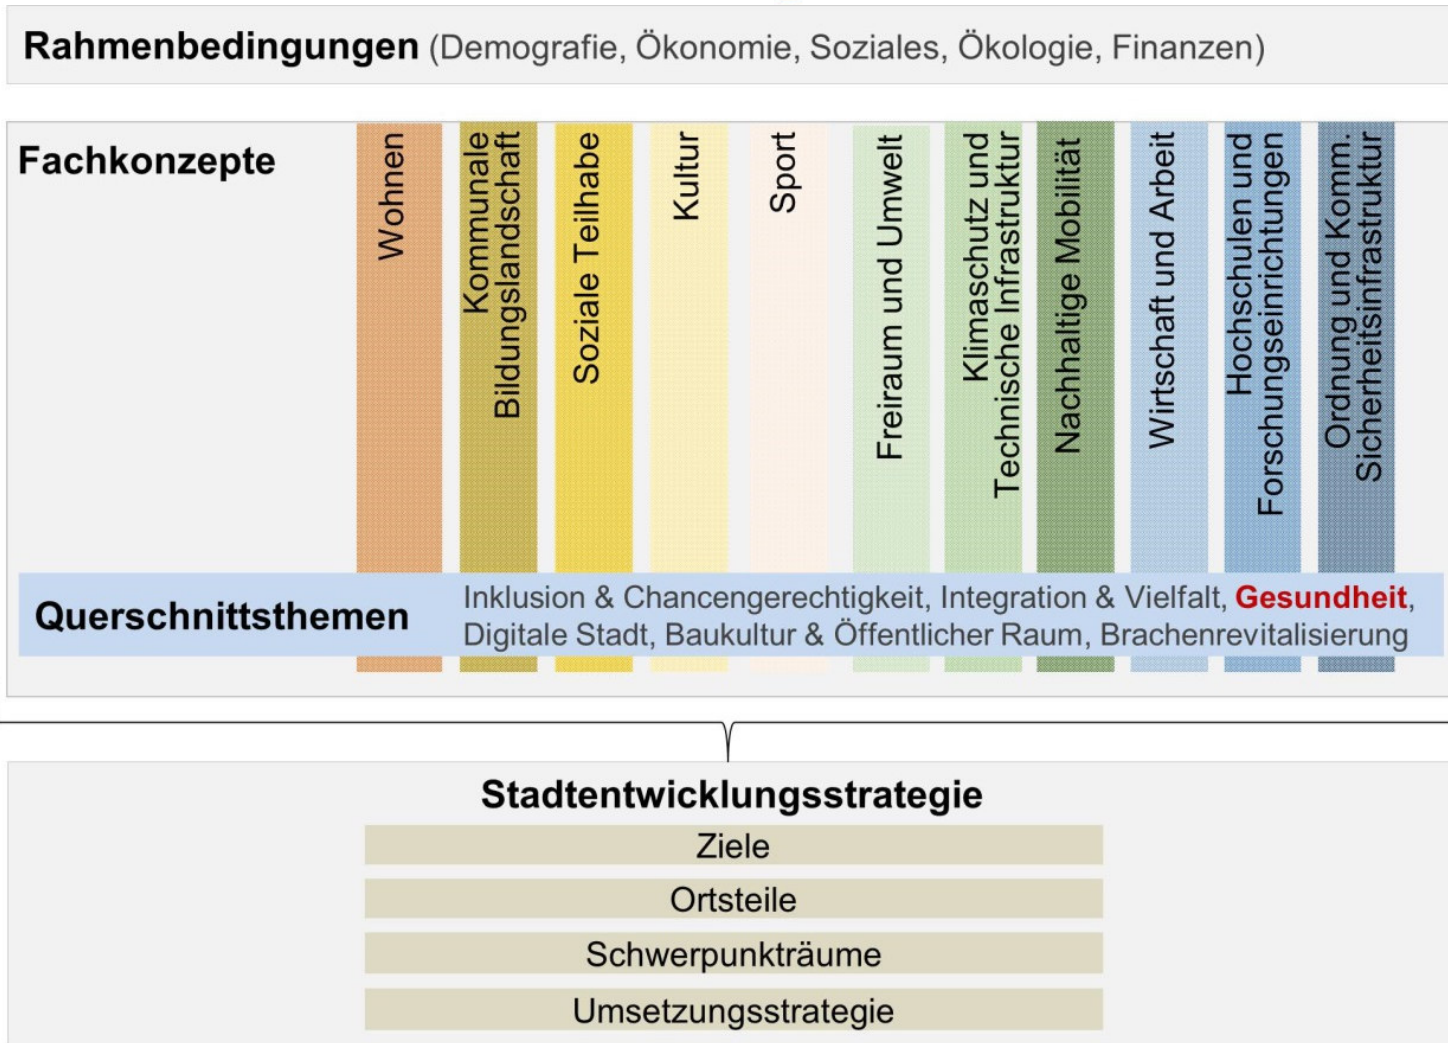 Rahmenbedingungen (Demografie, Ökonomie, Soziales, Ökologie, Finanzen)
Fachkonzepte
Wohnen
Kommunale
Bildungslandschaft
Soziale Teilhabe
Kultur
Sport
Freiraum und Umwelt
Klimaschutz und
Technische Infrastruktur
Nachhaltige Mobilität
Wirtschaft und Arbeit
Hochschulen und
Forschungseinrichtungen
Ordnung und Komm.
Sicherheitsinfrastruktur
Querschnittsthemen
Inklusion & Chancengerechtigkeit, Integration & Vielfalt, Gesundheit,
Digitale Stadt, Baukultur & Öffentlicher Raum, Brachenrevitalisierung
Stadtentwicklungsstrategie
Ziele
Ortsteile
Schwerpunkträume
Umsetzungsstrategie